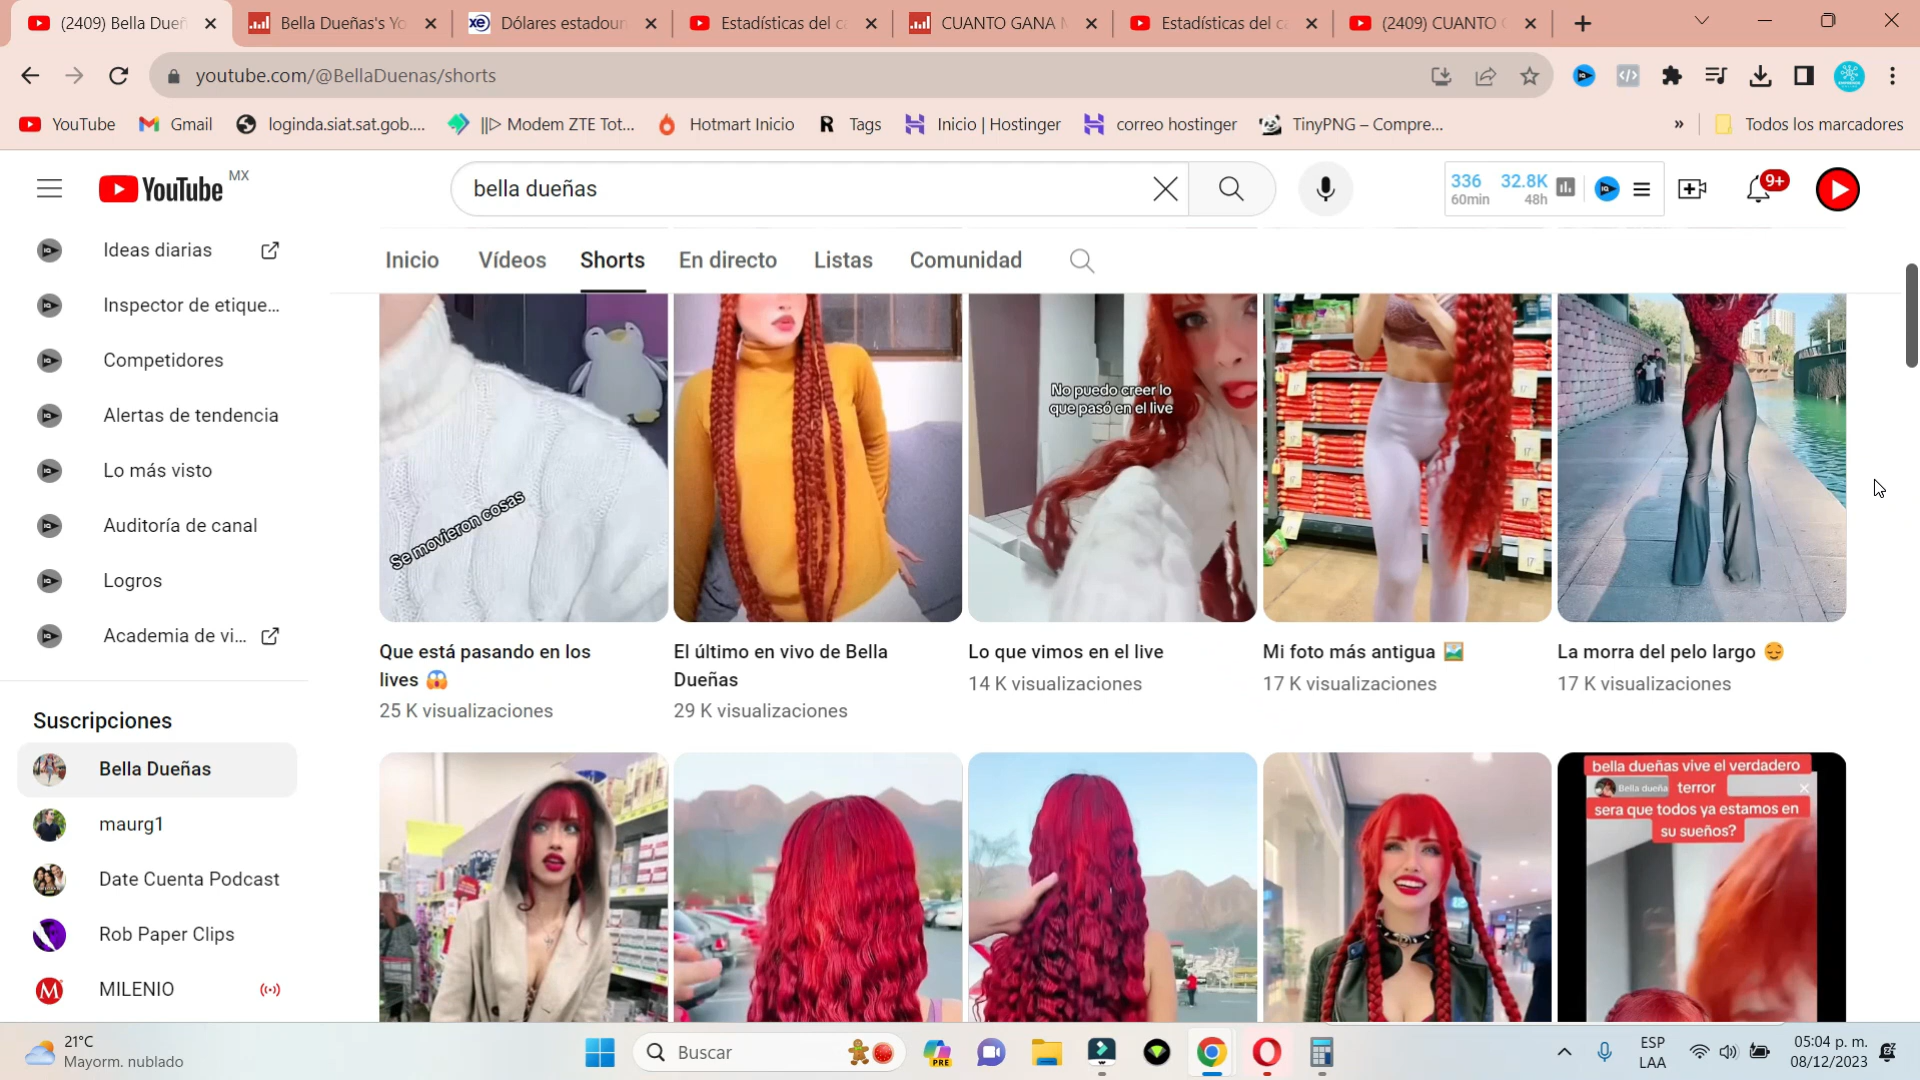 (2409) Bella Dueñ
Bella Dueñas's Yo
Dólares estadoun
Estadísticas del ca
CUANTO GANA M
Estadísticas del ca
(2409) CUANTO
youtube.com/@BellaDuenas/shorts
YouTube
Gmail
loginda.siat.sat.gob....
||▷ Modem ZTE Tot...
Hotmart Inicio
R Tags
Inicio | Hostinger
correo hostinger
TinyPNG – Compre...
»
Todos los marcadores
YouTube MX
bella dueñas
336 32.8K
60min 48h
9+
Inicio Vídeos Shorts En directo Listas Comunidad
Ideas diarias
Inspector de etique...
Competidores
Alertas de tendencia
Lo más visto
Auditoría de canal
Logros
Academia de vi...
Suscripciones
Bella Dueñas
maurg1
Date Cuenta Podcast
Rob Paper Clips
MILENIO
Se movieron cosas
No puedo creer lo
que pasó en el live
Que está pasando en los
lives 😱
25 K visualizaciones
El último en vivo de Bella
Dueñas
29 K visualizaciones
Lo que vimos en el live
14 K visualizaciones
Mi foto más antigua 🖼️
17 K visualizaciones
La morra del pelo largo 😌
17 K visualizaciones
bella dueñas vive el verdadero
Bella dueña terror
sera que todos ya estamos en
su sueños?
21°C
Mayorm. nublado
Buscar
PRE
ESP
LAA
05:04 p. m.
08/12/2023